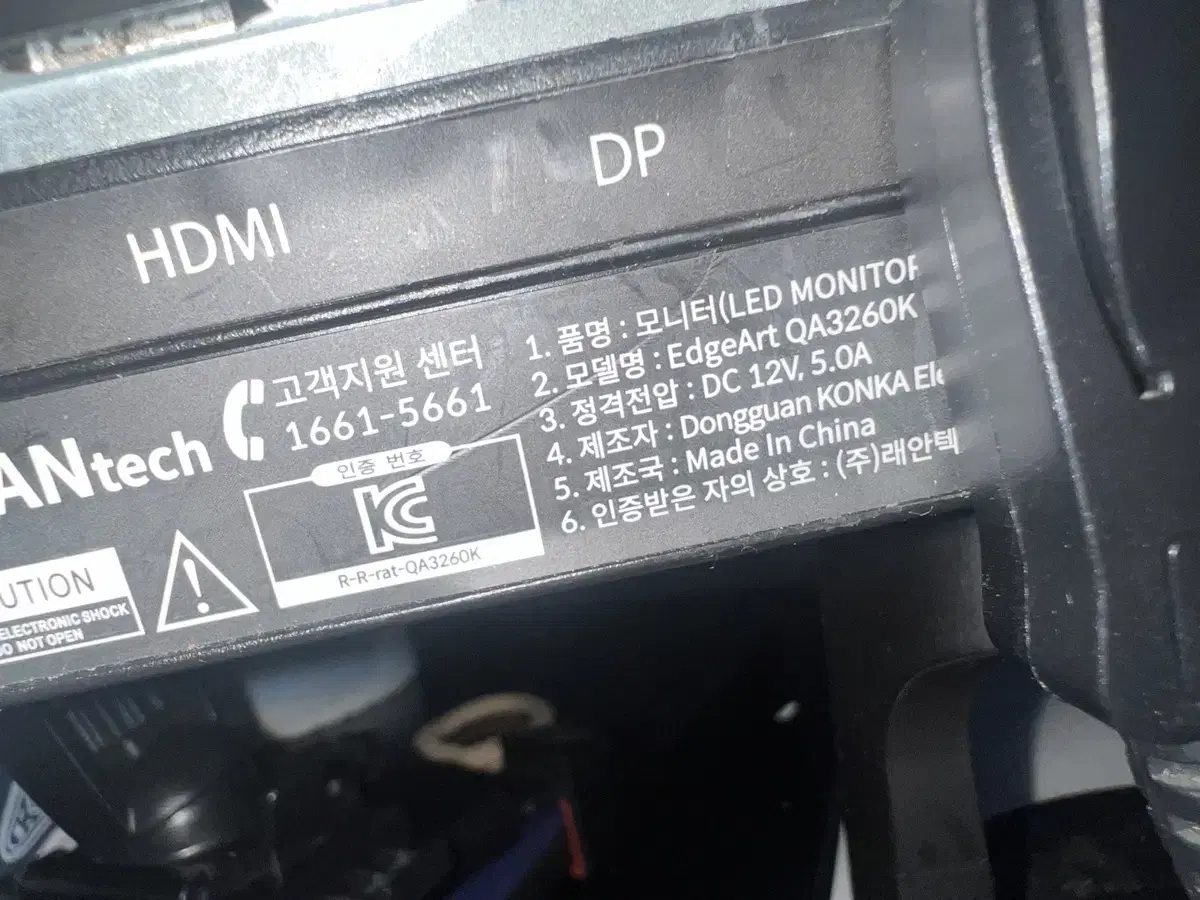 HDMI
DP
ANtech
고객지원 센터
1661-5661
인증 번호
R-R-rat-QA3260K
UTION
ELECTRONIC SHOCK
DO NOT OPEN
1. 품명 : 모니터(LED MONITOR
2. 모델명 : EdgeArt QA3260K
3. 정격전압 : DC 12V, 5.0A
4. 제조자 : Dongguan KONKA Ele
5. 제조국 : Made In China
6. 인증받은 자의 상호 : (주)래안텍